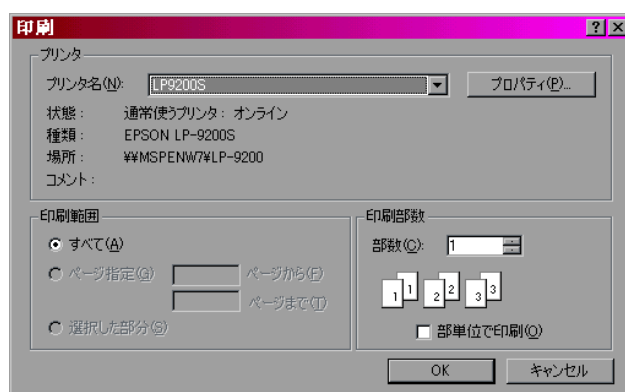 印刷
プリンタ
プリンタ名(N): LP9200S プロパティ(P)...
状態: 通常使うプリンタ: オンライン
種類: EPSON LP-9200S
場所: ¥¥MSPENW7¥LP-9200
コメント:
印刷範囲
すべて(A)
ページ指定(G) ページから(F)
ページまで(T)
選択した部分(S)
印刷部数
部数(C): 1
1 1 2 2 3 3
部単位で印刷(O)
OK キャンセル